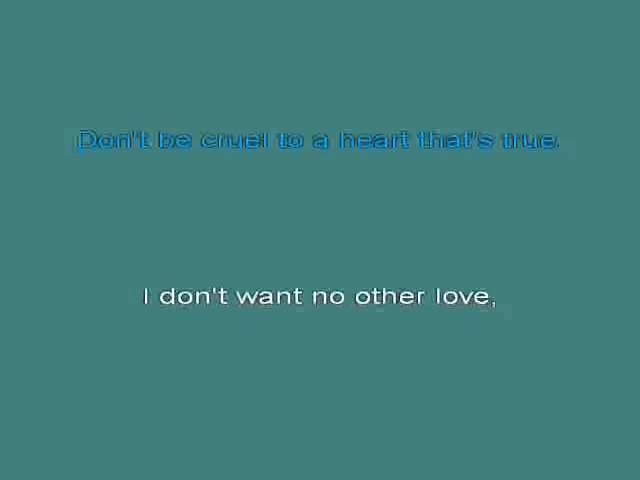 Don't be cruel to a heart that's true.
I don't want no other love,